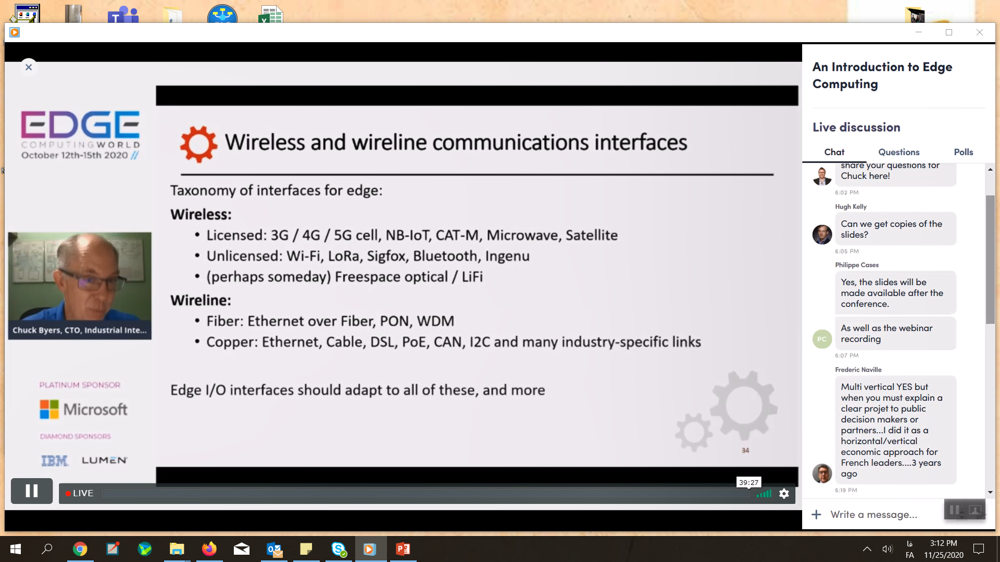 EDGE
COMPUTINGWORLD
October 12th-15th 2020 //
Wireless and wireline communications interfaces
Taxonomy of interfaces for edge:
Wireless:
• Licensed: 3G / 4G / 5G cell, NB-IoT, CAT-M, Microwave, Satellite
• Unlicensed: Wi-Fi, LoRa, Sigfox, Bluetooth, Ingenu
• (perhaps someday) Freespace optical / LiFi
Wireline:
• Fiber: Ethernet over Fiber, PON, WDM
• Copper: Ethernet, Cable, DSL, PoE, CAN, I2C and many industry-specific links
Edge I/O interfaces should adapt to all of these, and more
34
Chuck Byers, CTO, Industrial Inte...
PLATINUM SPONSOR
Microsoft
DIAMOND SPONSORS
IBM LUMEN
LIVE
39:27
An Introduction to Edge
Computing
Live discussion
Chat Questions Polls
share your questions for
Chuck here!
6:02 PM
Hugh Kelly
Can we get copies of the
slides?
6:05 PM
Philippe Cases
Yes, the slides will be
made available after the
conference.
As well as the webinar
recording
PC
6:07 PM
Frederic Naville
Multi vertical YES but
when you must explain a
clear projet to public
decision makers or
partners...I did it as a
horizontal/vertical
economic approach for
French leaders....3 years
ago
6:19 PM
Write a message...
فا
FA
3:12 PM
11/25/2020